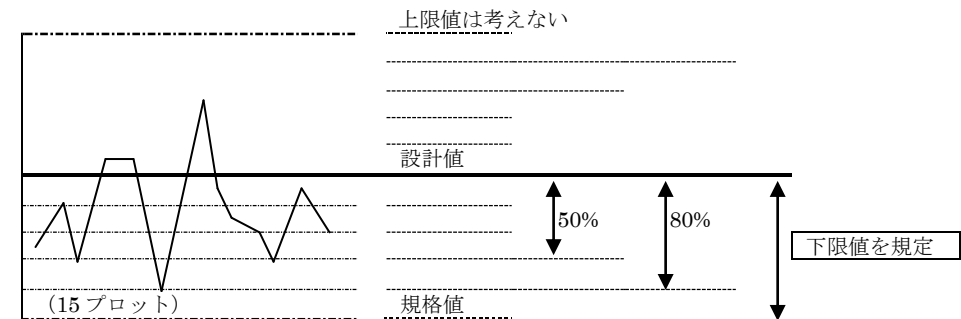 上限値は考えない
設計値
50%
80%
下限値を規定
（15 プロット）
規格値